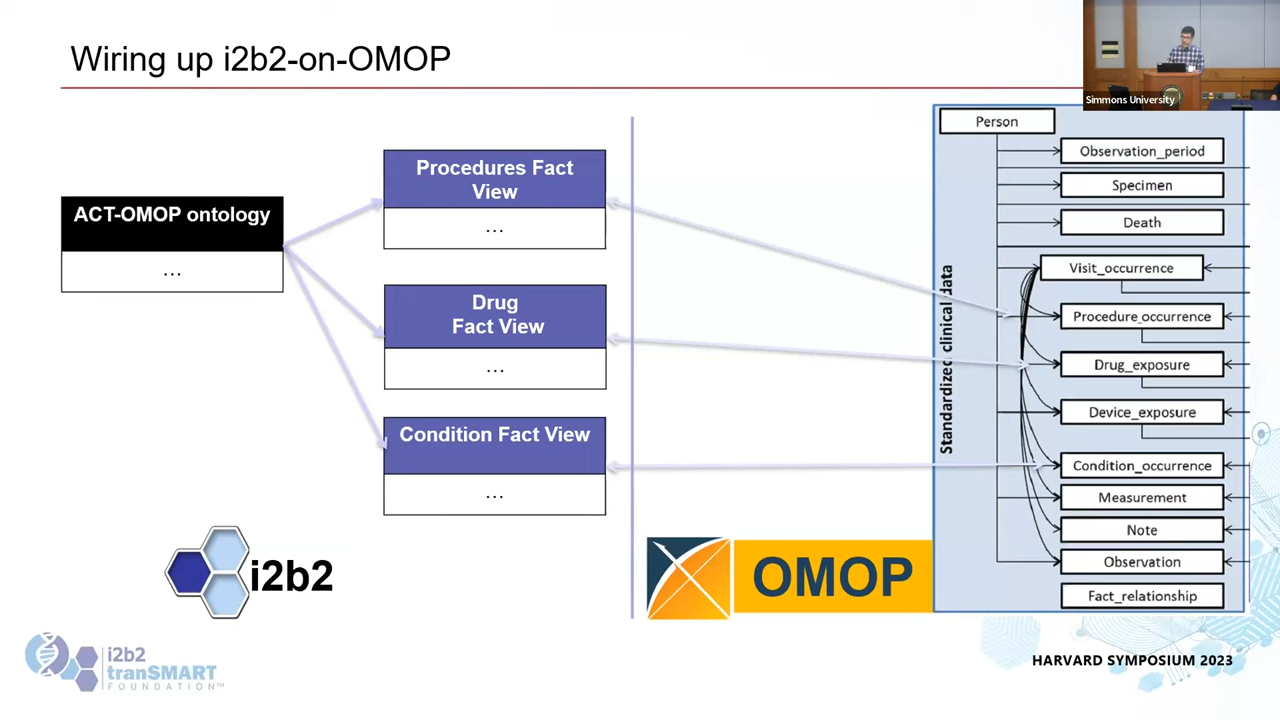 Wiring up i2b2-on-OMOP
Simmons University
ACT-OMOP ontology
...
Procedures Fact
View
...
Drug
Fact View
...
Condition Fact View
...
i2b2
OMOP
Standardized clinical data
Person
Observation_period
Specimen
Death
Visit_occurrence
Procedure_occurrence
Drug_exposure
Device_exposure
Condition_occurrence
Measurement
Note
Observation
Fact_relationship
i2b2
tranSMART
FOUNDATION™
HARVARD SYMPOSIUM 2023